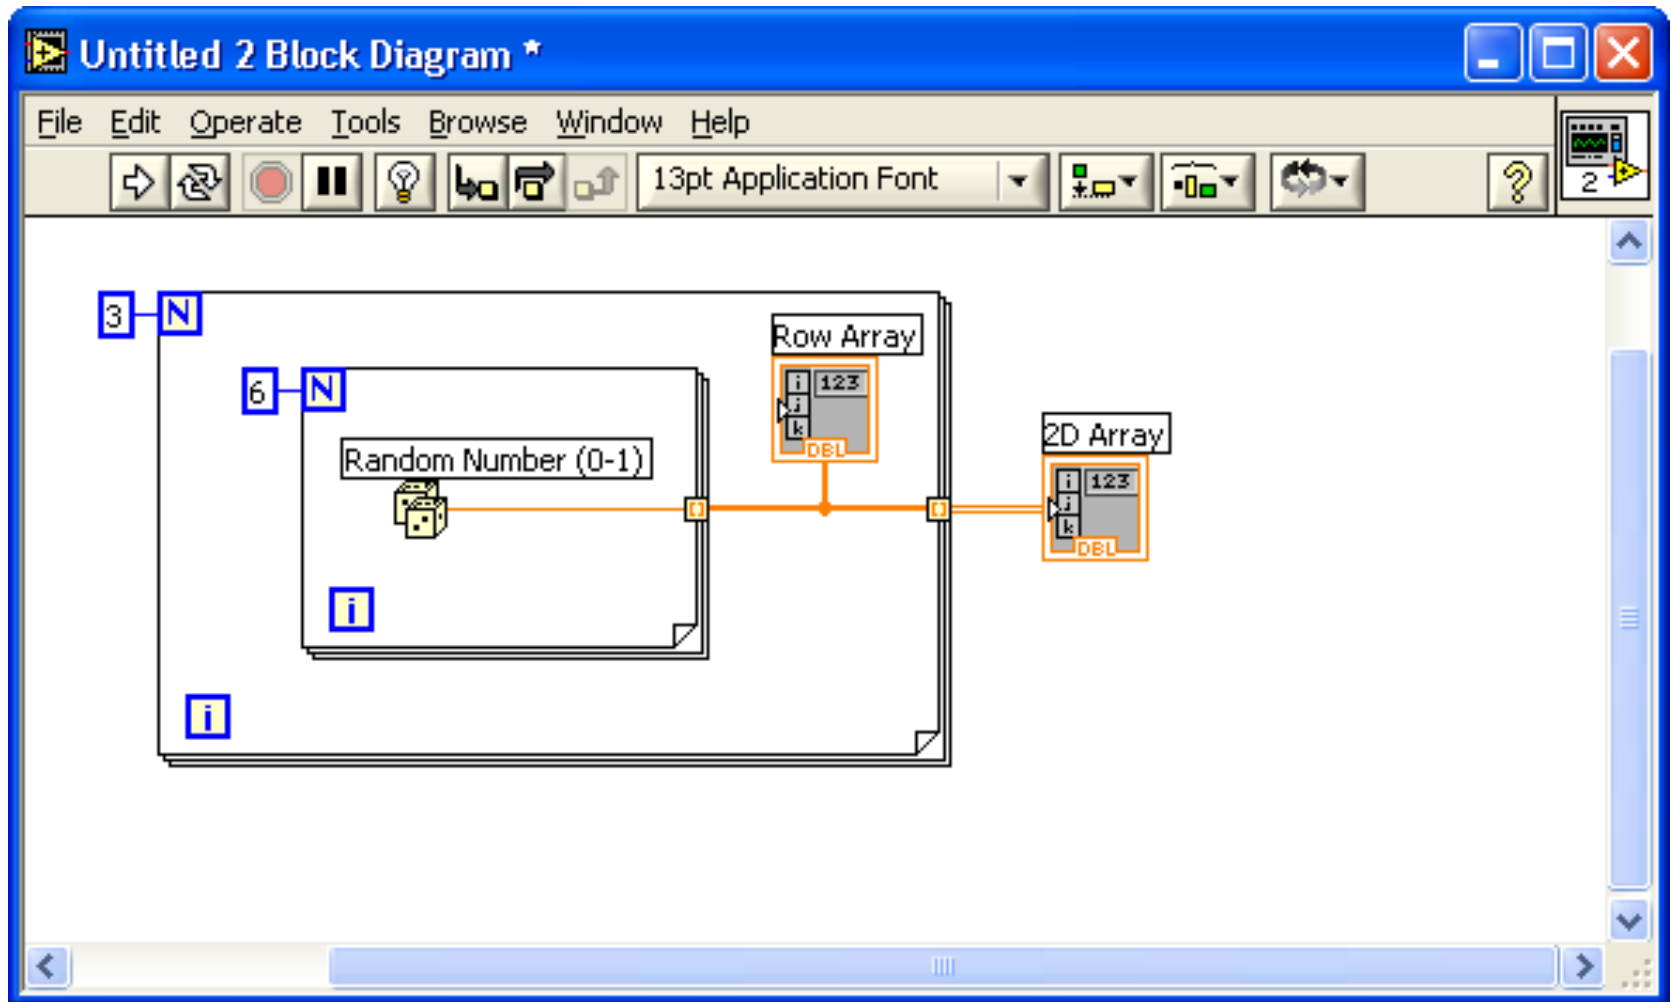 Untitled 2 Block Diagram *
File Edit Operate Tools Browse Window Help
13pt Application Font
?
2
3
N
Row Array
6
N
i 123
j
k
DBL
2D Array
Random Number (0-1)
i 123
j
k
DBL
i
i